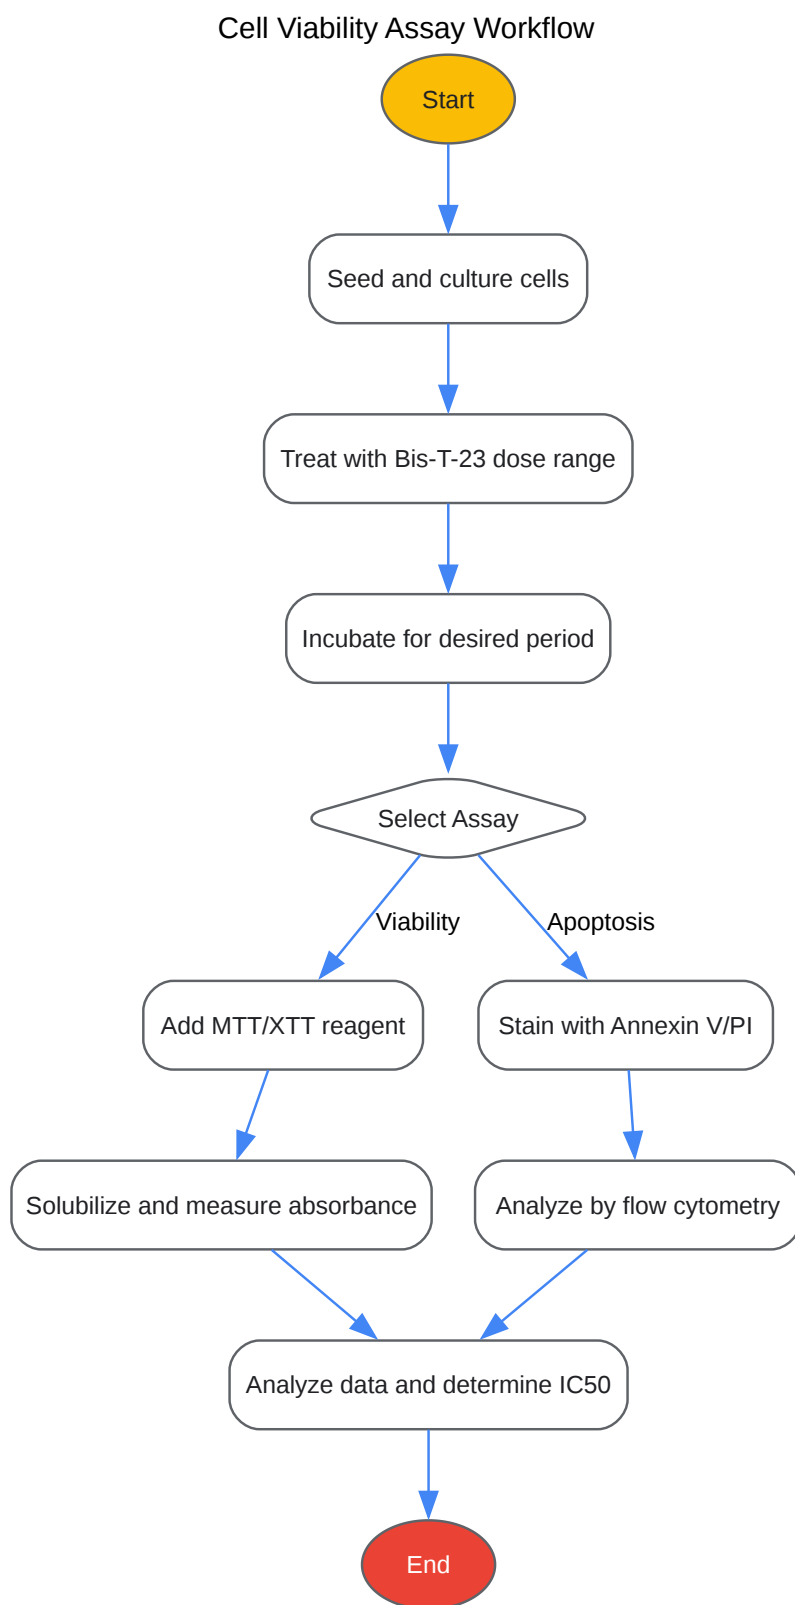 Cell Viability Assay Workflow
Start
Seed and culture cells
Treat with Bis-T-23 dose range
Incubate for desired period
Select Assay
Viability
Apoptosis
Add MTT/XTT reagent
Stain with Annexin V/PI
Solubilize and measure absorbance
Analyze by flow cytometry
Analyze data and determine IC50
End